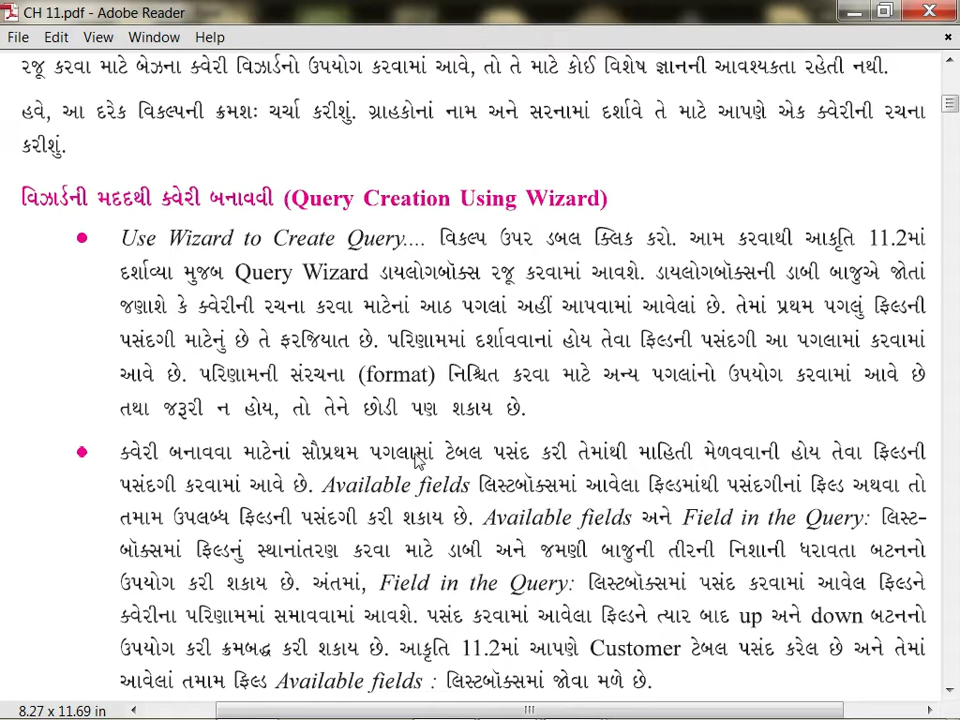 CH 11.pdf - Adobe Reader
File Edit View Window Help
રજૂ કરવા માટે બેઝના ક્વેરી વિઝાર્ડનો ઉપયોગ કરવામાં આવે, તો તે માટે કોઈ વિશેષ જ્ઞાનની આવશ્યકતા રહેતી નથી.
હવે, આ દરેક વિકલ્પની ક્રમશઃ ચર્ચા કરીશું. ગ્રાહકોનાં નામ અને સરનામાં દર્શાવે તે માટે આપણે એક ક્વેરીની રચના
કરીશું.
વિઝાર્ડની મદદથી ક્વેરી બનાવવી (Query Creation Using Wizard)
● Use Wizard to Create Query.... વિકલ્પ ઉપર ડબલ ક્લિક કરો. આમ કરવાથી આકૃતિ 11.2માં
દર્શાવ્યા મુજબ Query Wizard ડાયલોગબૉક્સ રજૂ કરવામાં આવશે. ડાયલોગબૉક્સની ડાબી બાજુએ જોતાં
જણાશે કે ક્વેરીની રચના કરવા માટેનાં આઠ પગલાં અહીં આપવામાં આવેલાં છે. તેમાં પ્રથમ પગલું ફિલ્ડની
પસંદગી માટેનું છે તે ફરજિયાત છે. પરિણામમાં દર્શાવવાનાં હોય તેવા ફિલ્ડની પસંદગી આ પગલામાં કરવામાં
આવે છે. પરિણામની સંરચના (format) નિશ્ચિત કરવા માટે અન્ય પગલાંનો ઉપયોગ કરવામાં આવે છે
તથા જરૂરી ન હોય, તો તેને છોડી પણ શકાય છે.
● ક્વેરી બનાવવા માટેનાં સૌપ્રથમ પગલામાં ટેબલ પસંદ કરી તેમાંથી માહિતી મેળવવાની હોય તેવા ફિલ્ડની
પસંદગી કરવામાં આવે છે. Available fields લિસ્ટબૉક્સમાં આવેલા ફિલ્ડમાંથી પસંદગીનાં ફિલ્ડ અથવા તો
તમામ ઉપલબ્ધ ફિલ્ડની પસંદગી કરી શકાય છે. Available fields અને Field in the Query: લિસ્ટ-
બૉક્સમાં ફિલ્ડનું સ્થાનાંતરણ કરવા માટે ડાબી અને જમણી બાજુની તીરની નિશાની ધરાવતા બટનનો
ઉપયોગ કરી શકાય છે. અંતમાં, Field in the Query: લિસ્ટબૉક્સમાં પસંદ કરવામાં આવેલ ફિલ્ડને
ક્વેરીના પરિણામમાં સમાવવામાં આવશે. પસંદ કરવામાં આવેલા ફિલ્ડને ત્યાર બાદ up અને down બટનનો
ઉપયોગ કરી ક્રમબદ્ધ કરી શકાય છે. આકૃતિ 11.2માં આપણે Customer ટેબલ પસંદ કરેલ છે અને તેમાં
આવેલાં તમામ ફિલ્ડ Available fields : લિસ્ટબૉક્સમાં જોવા મળે છે.
8.27 x 11.69 in